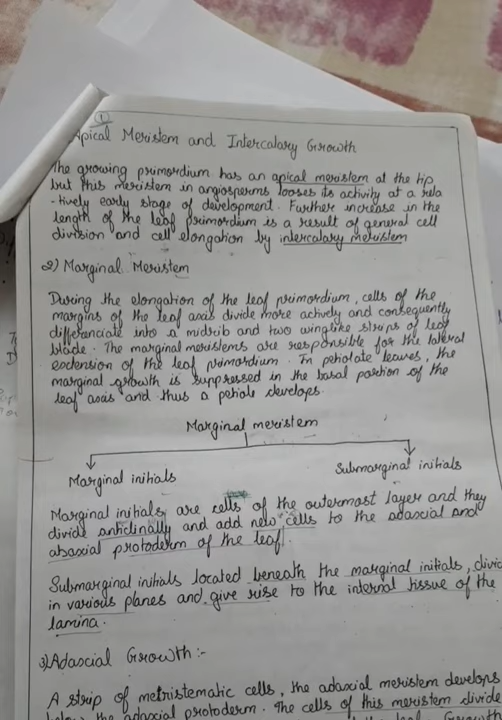 ①
Apical Meristem and Intercalary Growth
The growing primordium has an apical meristem at the tip
but this meristem in angiosperms looses its activity at a rela
-tively early stage of development. Further increase in the
length of the leaf primordium is a result of general cell
division and cell elongation by intercalary meristem
2) Marginal Meristem
During the elongation of the leaf primordium, cells of the
margins of the leaf axis divide more actively and consequently
differenciate into a midrib and two winglike strips of leaf
blade. The marginal meristems are responsible for the lateral
extension of the leaf primordium. In petiolate leaves, the
marginal growth is suppressed in the basal portion of the
leaf axis and thus a petiole develops.
Marginal meristem
Marginal initials
Submarginal initials
Marginal initials are cells of the outermost layer and they
divide anticlinally and add new cells to the adaxial and
abaxial protoderm of the leaf.
Submarginal initials located beneath the marginal initials, divid
in various planes and give rise to the internal tissue of the
lamina.
3) Adaxial Growth :-
A strip of metristematic cells, the adaxial meristem develops
below the adaxial protoderm. The cells of this meristem divide